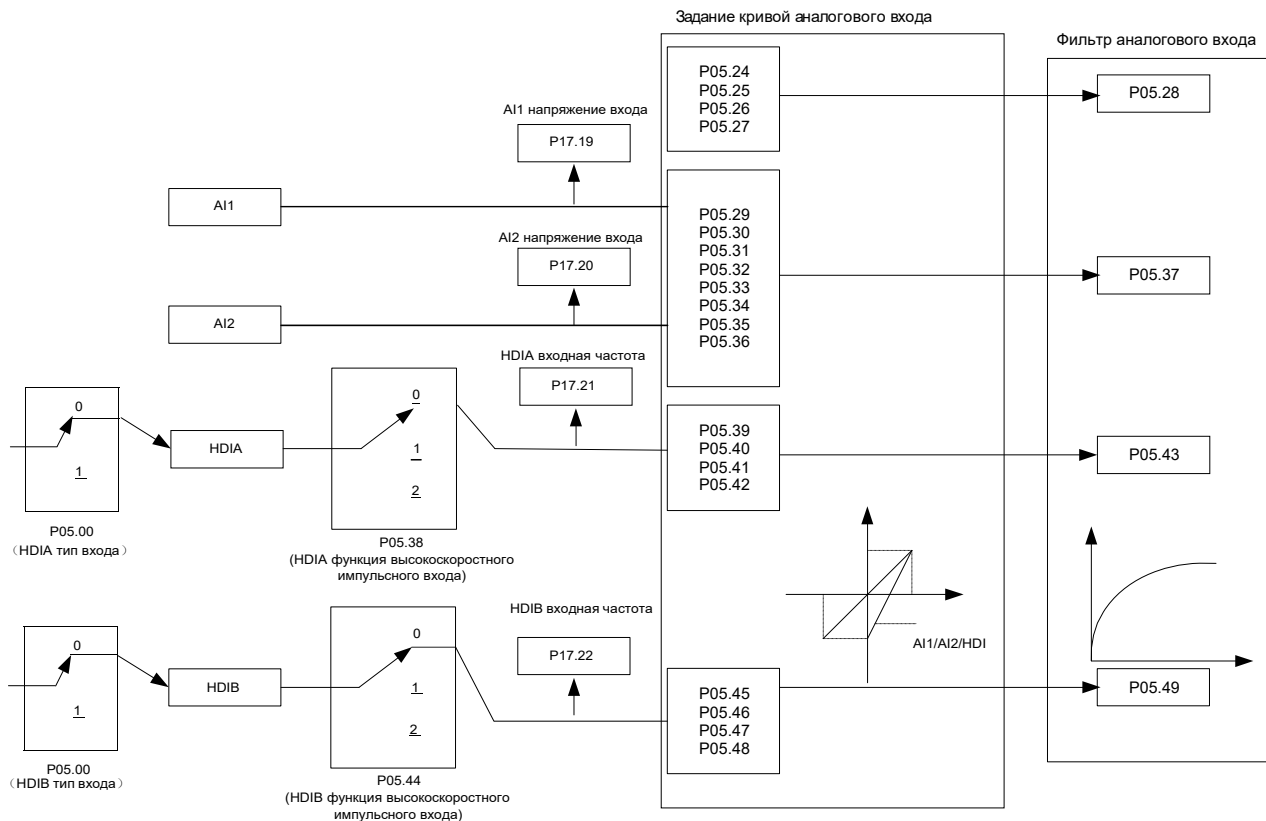 Задание кривой аналогового входа
Фильтр аналогового входа
P05.24
P05.25
P05.26
P05.27
P05.28
AI1 напряжение входа
P17.19
AI1
P05.29
P05.30
P05.31
P05.32
P05.33
P05.34
P05.35
P05.36
P05.37
AI2 напряжение входа
P17.20
AI2
HDIA входная частота
P17.21
0
1
P05.00
(HDIA тип входа)
HDIA
0
1
2
P05.38
(HDIA функция высокоскоростного
импульсного входа)
P05.39
P05.40
P05.41
P05.42
P05.43
AI1/AI2/HDI
HDIB входная частота
P17.22
0
1
P05.00
(HDIB тип входа)
HDIB
0
1
2
P05.44
(HDIB функция высокоскоростного
импульсного входа)
P05.45
P05.46
P05.47
P05.48
P05.49